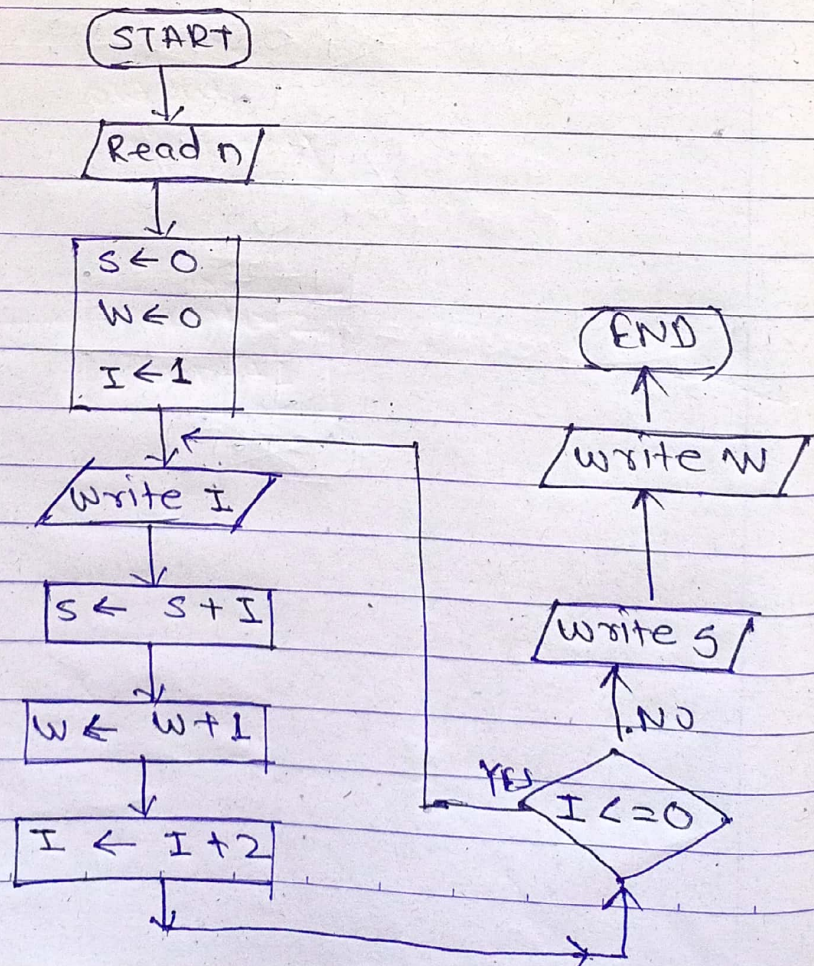 START
Read n
S ← 0
W ← 0
I ← 1
Write I
S ← S + I
W ← W + 1
I ← I + 2
I <= 0
YES
NO
Write S
Write W
END